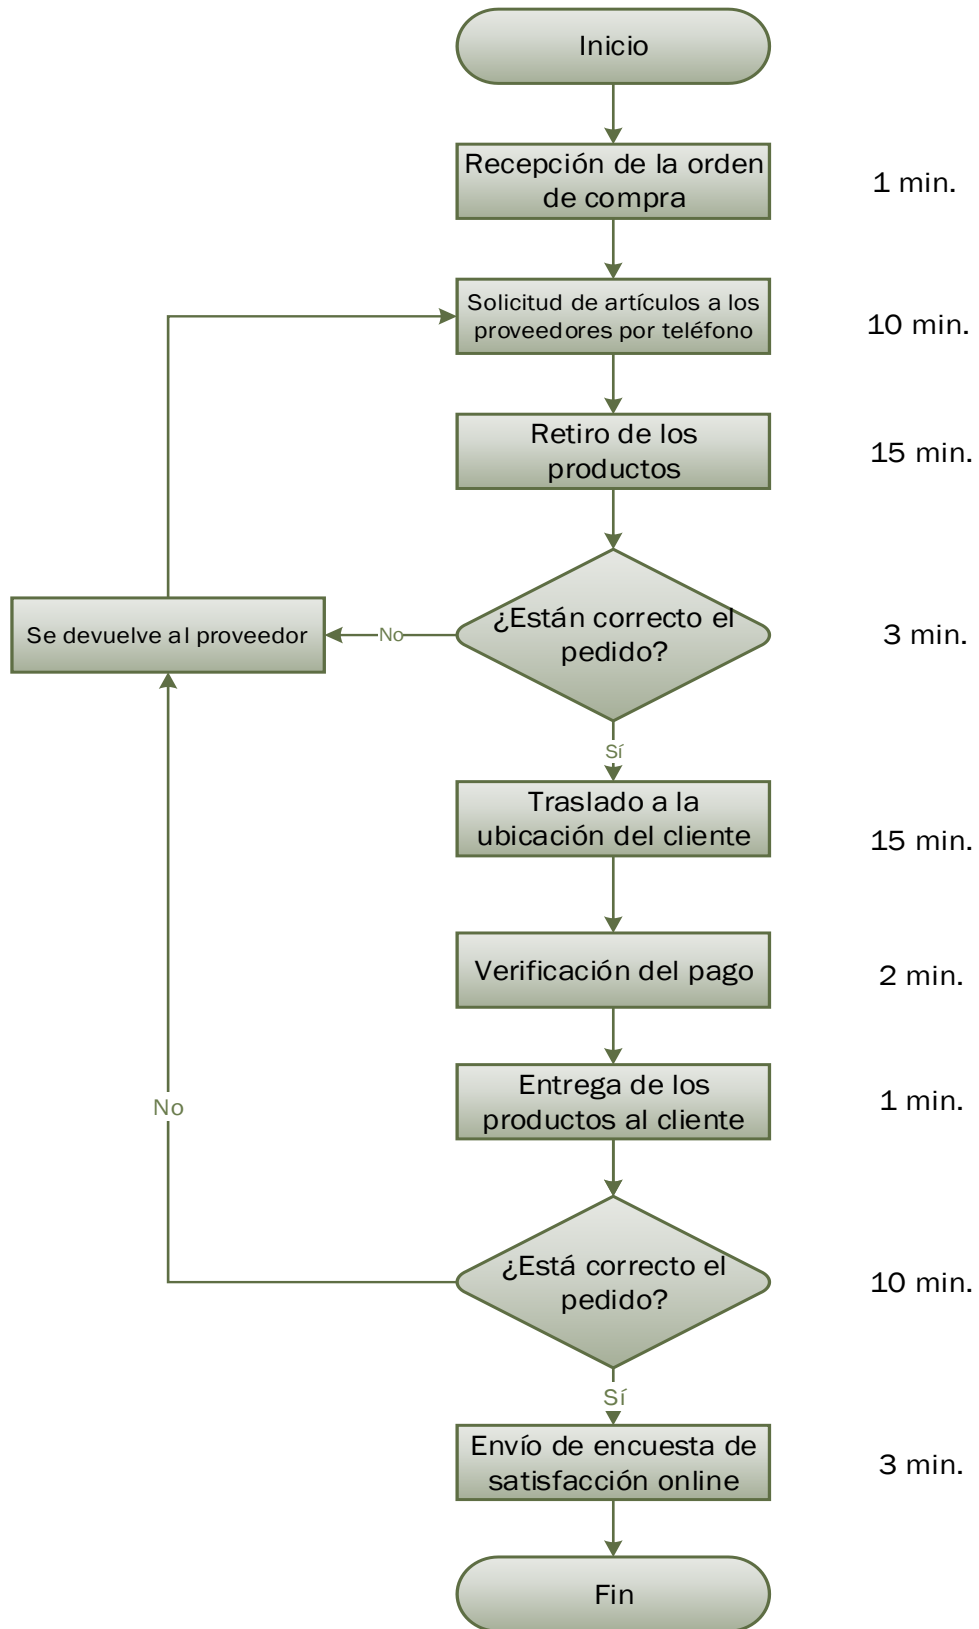 Inicio
Recepción de la orden
de compra
1 min.
Solicitud de artículos a los
proveedores por teléfono
10 min.
Retiro de los
productos
15 min.
¿Están correcto el
pedido?
3 min.
No
Se devuelve al proveedor
Sí
Traslado a la
ubicación del cliente
15 min.
Verificación del pago
2 min.
Entrega de los
productos al cliente
1 min.
No
¿Está correcto el
pedido?
10 min.
Sí
Envío de encuesta de
satisfacción online
3 min.
Fin